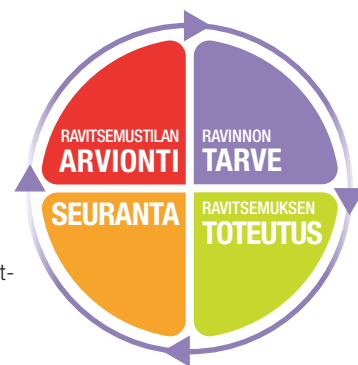 RAVITSEMUSTILAN
ARVIONTI
RAVINNON
TARVE
SEURANTA
RAVITSEMUKSEN
TOTEUTUS
t-